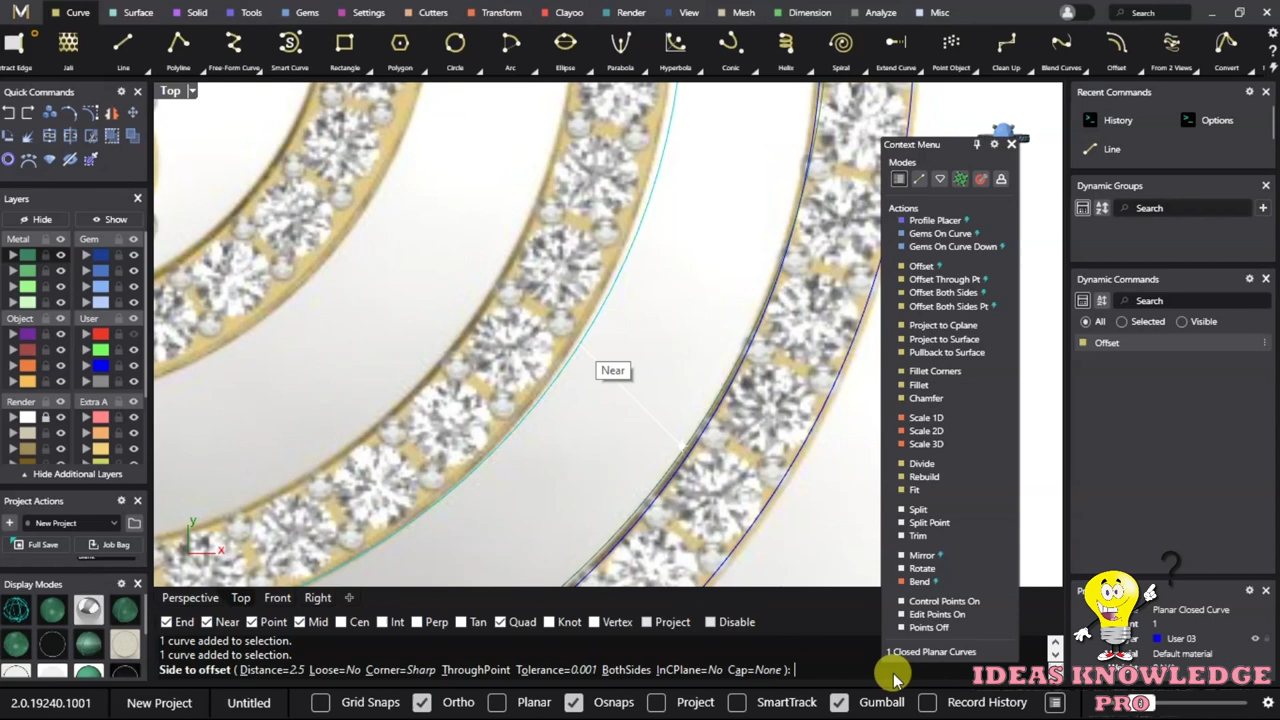 Curve Surface Solid Tools Gems Settings Cutters Transform Clayoo Render View Mesh Dimension Analyze Misc Search
tract Edge Jali Line Polyline Free-Form Curve Smart Curve Rectangle Polygon Circle Arc Ellipse Parabola Hyperbola Conic Helix Spiral Extend Curve Point Object Clean Up Blend Curves Offset From 2 Views Convert
Quick Commands
Layers
Hide Show
Metal Gem
Object User
Render Extra A
Hide Additional Layers
Project Actions
New Project
Full Save Job Bag
Display Modes
Top
Near
y
x
Context Menu
Modes
Actions
Profile Placer
Gems On Curve
Gems On Curve Down
Offset
Offset Through Pt
Offset Both Sides
Offset Both Sides Pt
Project to Cplane
Project to Surface
Pullback to Surface
Fillet Corners
Fillet
Chamfer
Scale 1D
Scale 2D
Scale 3D
Divide
Rebuild
Fit
Split
Split Point
Trim
Mirror
Rotate
Bend
Control Points On
Edit Points On
Points Off
1 Closed Planar Curves
Recent Commands
History Options
Line
Dynamic Groups
Search
Dynamic Commands
Search
All Selected Visible
Offset
?
Planar Closed Curve
1
User 03
Default material
Perspective Top Front Right
End Near Point Mid Cen Int Perp Tan Quad Knot Vertex Project Disable
1 curve added to selection.
1 curve added to selection.
Side to offset ( Distance=2.5 Loose=No Corner=Sharp ThroughPoint Tolerance=0.001 BothSides InCPlane=No Cap=None ):
IDEAS KNOWLEDGE
PRO
2.0.19240.1001 New Project Untitled Grid Snaps Ortho Planar Osnaps Project SmartTrack Gumball Record History